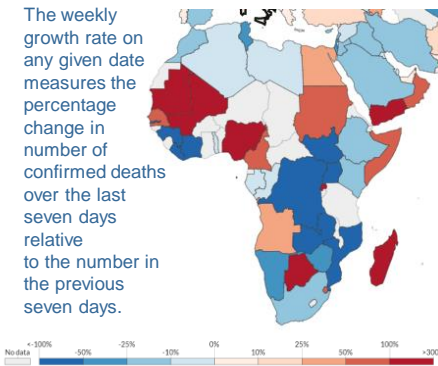 The weekly
growth rate on
any given date
measures the
percentage
change in
number of
confirmed deaths
over the last
seven days
relative
to the number in
the previous
seven days.
<-100% -25% 0% 25% 100%
No data -50% -10% 10% 50% >300